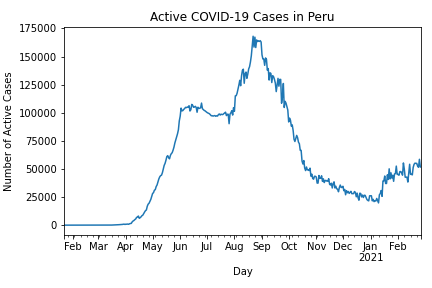 Active COVID-19 Cases in Peru
Number of Active Cases
175000
150000
125000
100000
75000
50000
25000
0
Feb Mar Apr May Jun Jul Aug Sep Oct Nov Dec Jan Feb
2021
Day